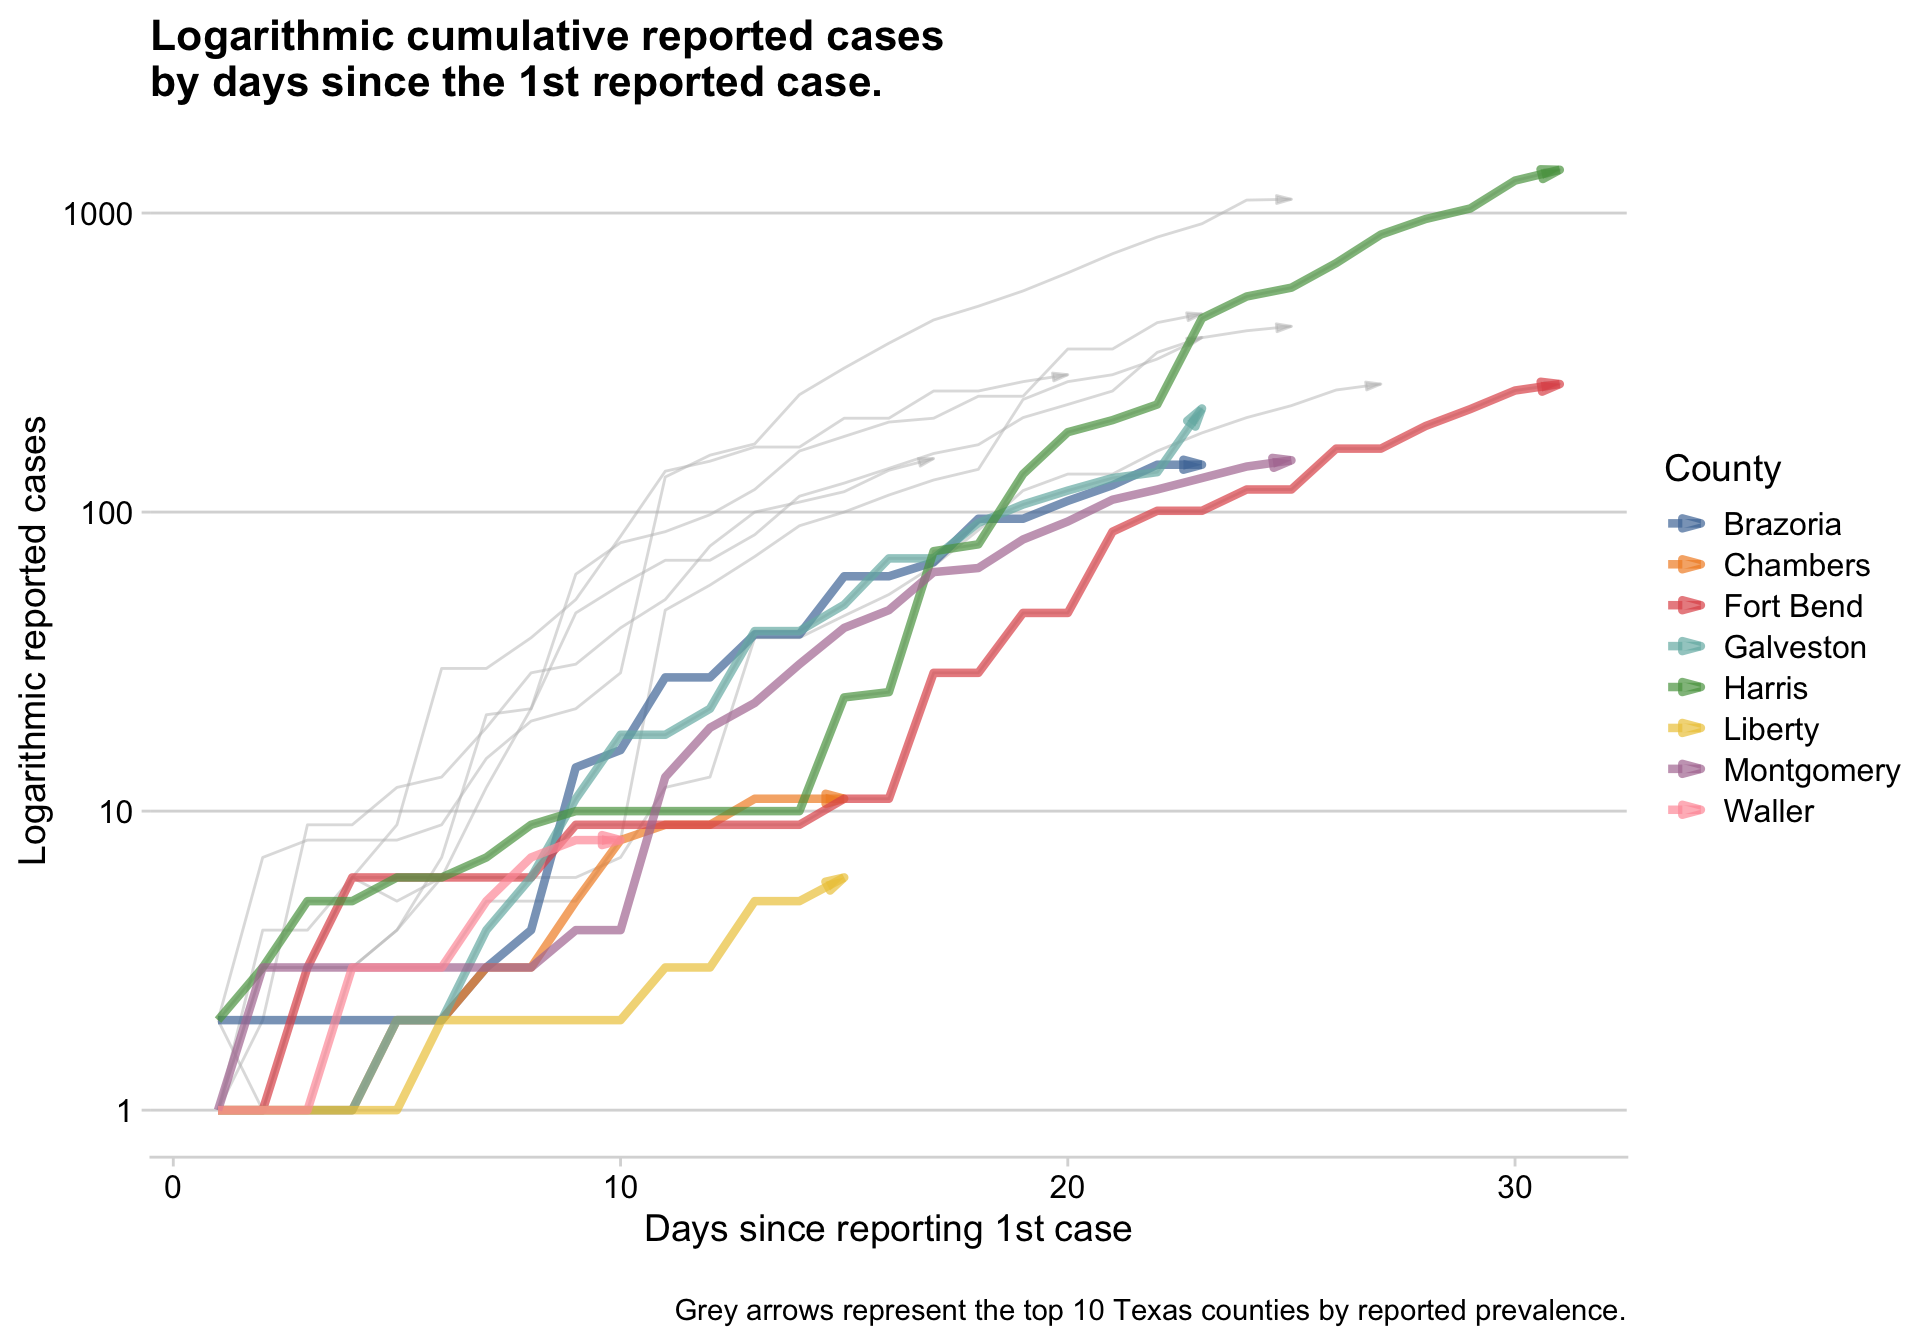 Logarithmic cumulative reported cases
by days since the 1st reported case.
Logarithmic reported cases
1000
100
10
1
0
10
20
30
Days since reporting 1st case
County
Brazoria
Chambers
Fort Bend
Galveston
Harris
Liberty
Montgomery
Waller
Grey arrows represent the top 10 Texas counties by reported prevalence.